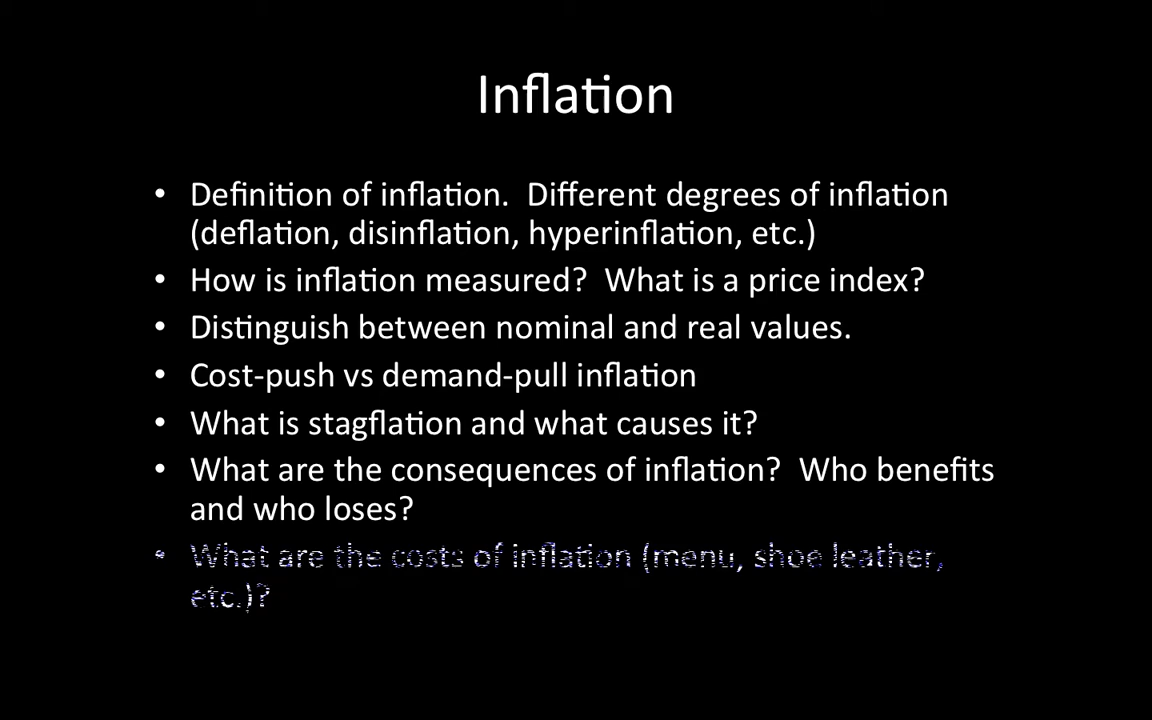 Inflation
• Definition of inflation.  Different degrees of inflation
(deflation, disinflation, hyperinflation, etc.)
• How is inflation measured?  What is a price index?
• Distinguish between nominal and real values.
• Cost-push vs demand-pull inflation
• What is stagflation and what causes it?
• What are the consequences of inflation?  Who benefits
and who loses?
• What are the costs of inflation (menu, shoe leather,
etc.)?